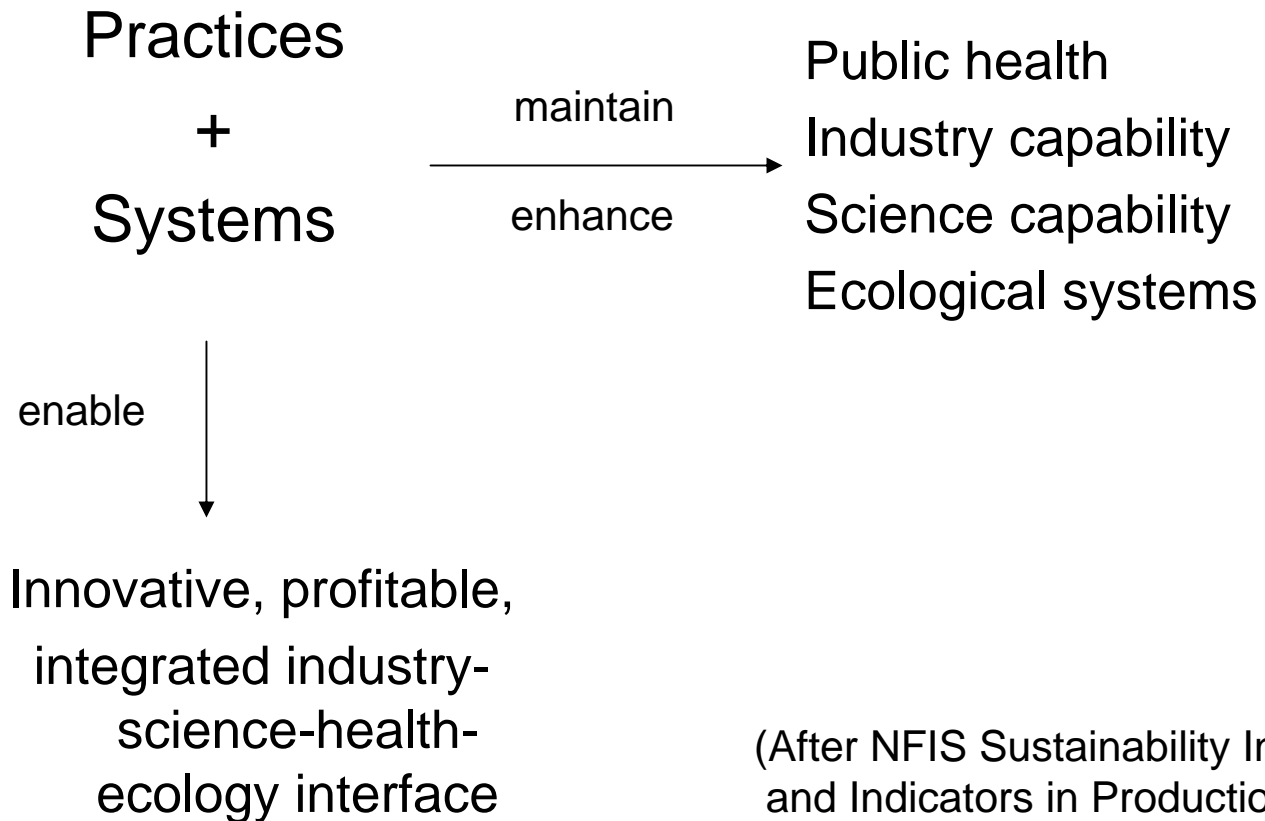 Practices
+
Systems
maintain
enhance
Public health
Industry capability
Science capability
Ecological systems
enable
Innovative, profitable,
integrated industry-
science-health-
ecology interface
(After NFIS Sustainability
and Indicators in